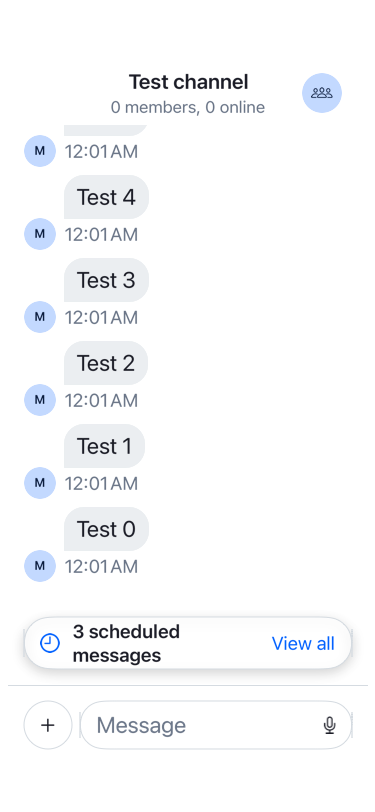 Test channel
0 members, 0 online
M 12:01 AM
Test 4
M 12:01 AM
Test 3
M 12:01 AM
Test 2
M 12:01 AM
Test 1
M 12:01 AM
Test 0
M 12:01 AM
3 scheduled
messages
View all
+ Message